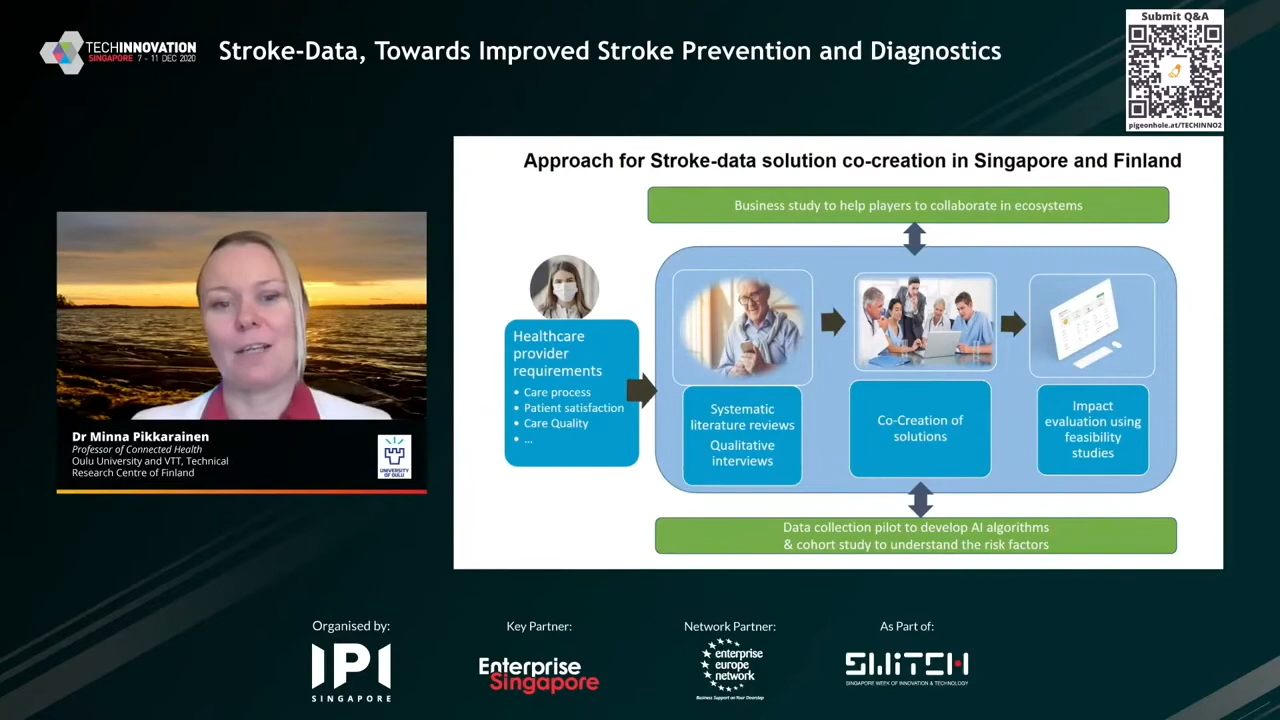 TECHINNOVATION
SINGAPORE 7 - 11 DEC 2020
Stroke-Data, Towards Improved Stroke Prevention and Diagnostics
Submit Q&A
pigeonhole.at/TECHINNO2
Approach for Stroke-data solution co-creation in Singapore and Finland
Business study to help players to collaborate in ecosystems
Healthcare
provider
requirements
• Care process
• Patient satisfaction
• Care Quality
• ...
Systematic
literature reviews
Qualitative
interviews
Co-Creation of
solutions
Impact
evaluation using
feasibility
studies
Data collection pilot to develop AI algorithms
& cohort study to understand the risk factors
Dr Minna Pikkarainen
Professor of Connected Health
Oulu University and VTT, Technical
Research Centre of Finland
UNIVERSITY
OF OULU
Organised by:
IPI
SINGAPORE
Key Partner:
Enterprise
Singapore
Network Partner:
enterprise
europe
network
Business Support on Your Doorstep
As Part of:
SWITCH
SINGAPORE WEEK OF INNOVATION & TECHNOLOGY